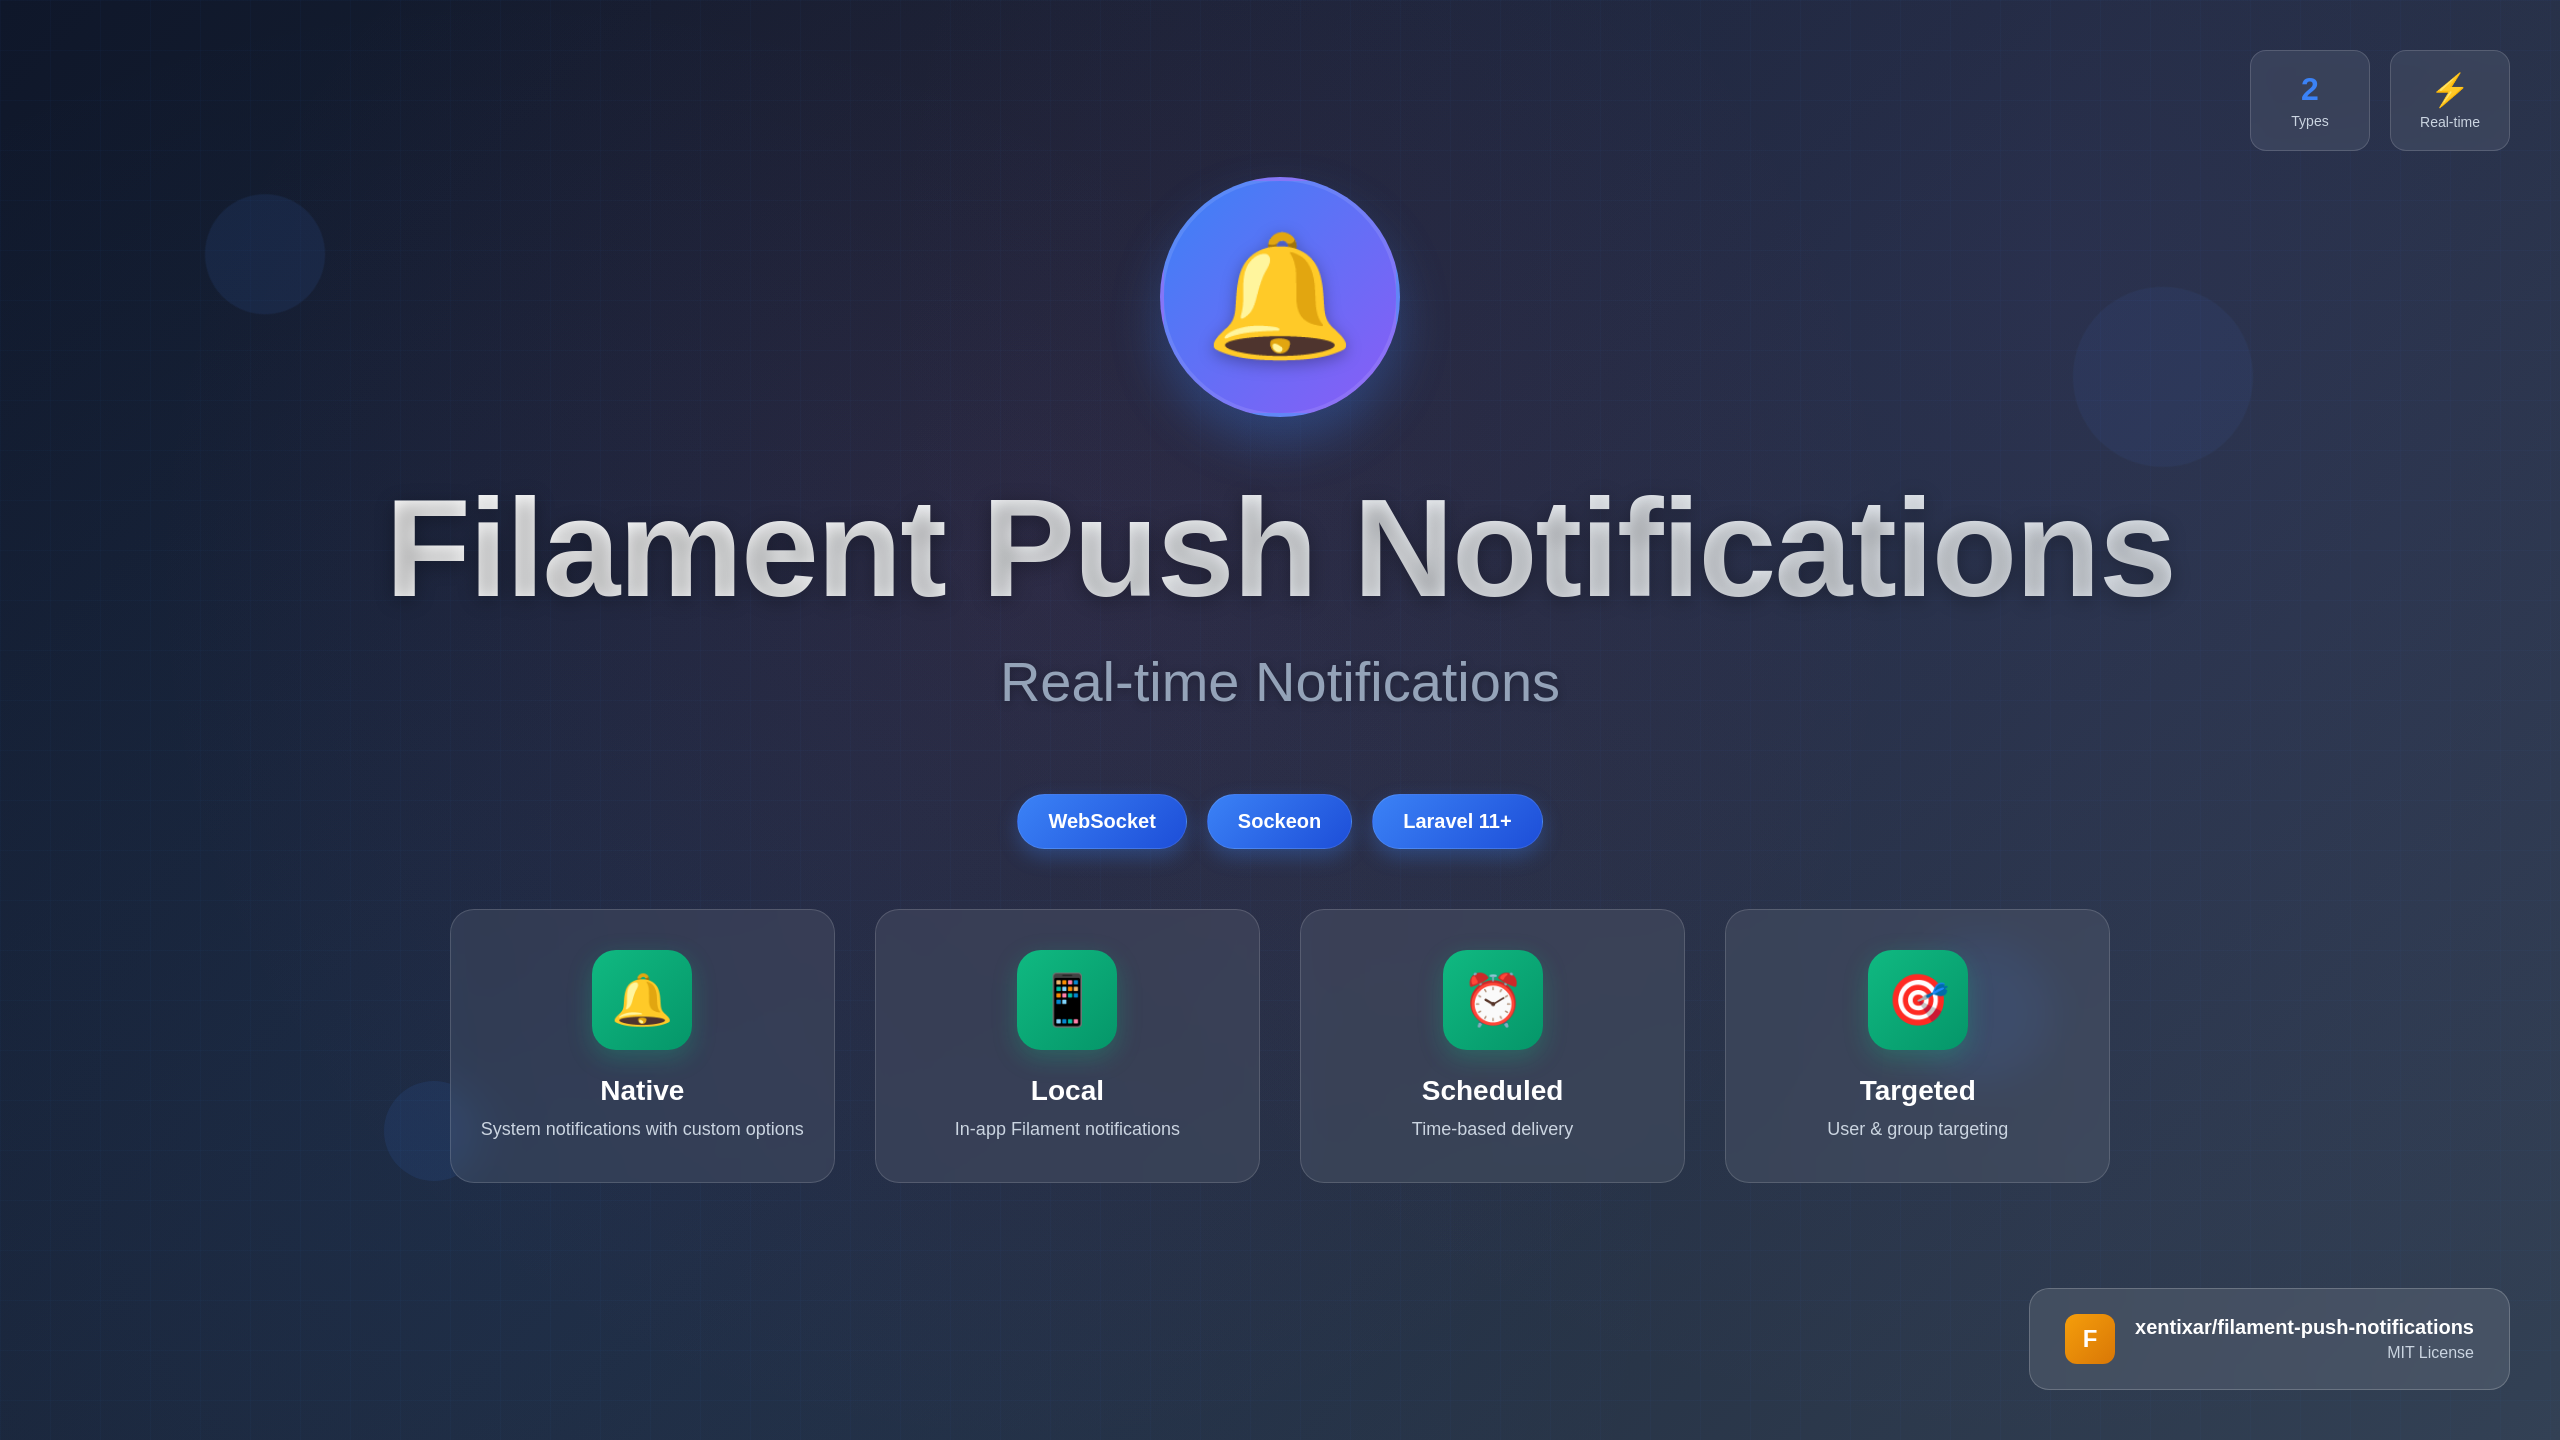 2
Types
Real-time
Filament Push Notifications
Real-time Notifications
WebSocket
Sockeon
Laravel 11+
Native
System notifications with custom options
Local
In-app Filament notifications
Scheduled
Time-based delivery
Targeted
User & group targeting
F
xentixar/filament-push-notifications
MIT License